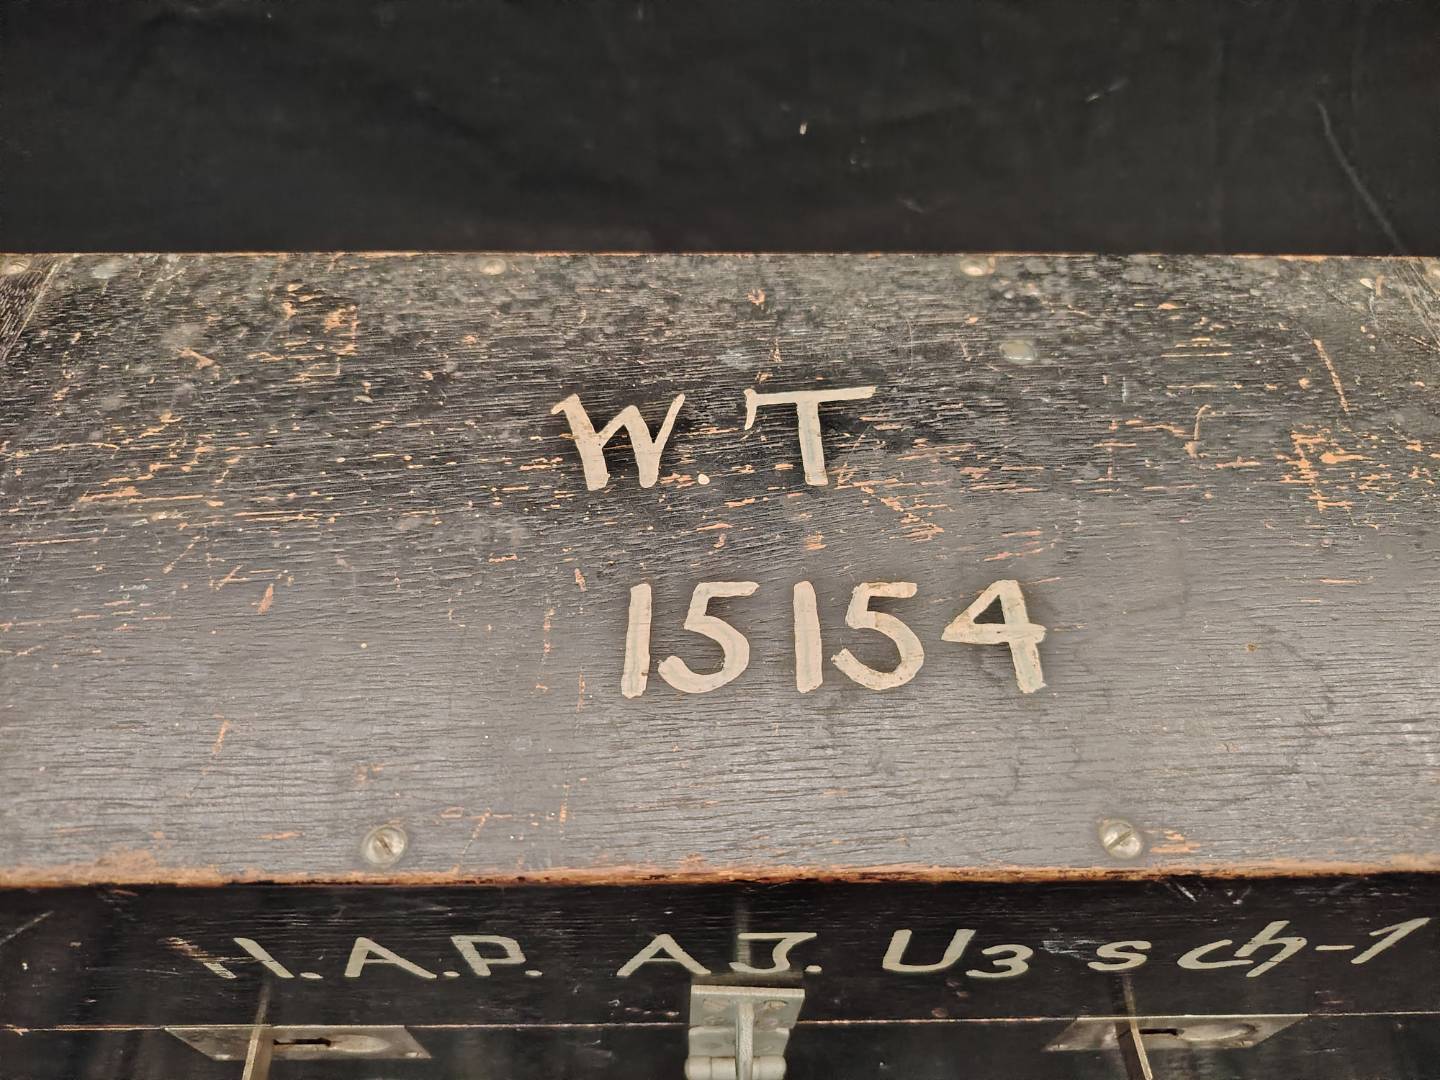 W. T
15154
H.A.P. A J. U3 s ch-1